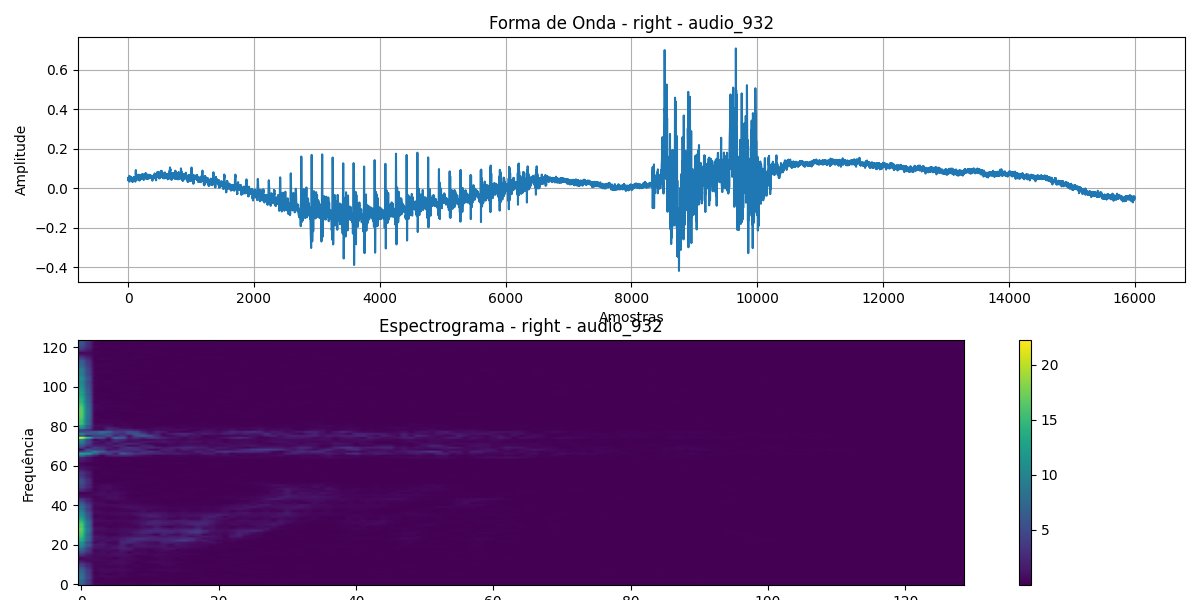 Forma de Onda - right - audio_932
Amplitude
0.6
0.4
0.2
0.0
−0.2
−0.4
0 2000 4000 6000 8000 10000 12000 14000 16000
Amostras
Espectrograma - right - audio_932
Frequência
120
100
80
60
40
20
0
0 20 40 60 80 100 120
20
15
10
5